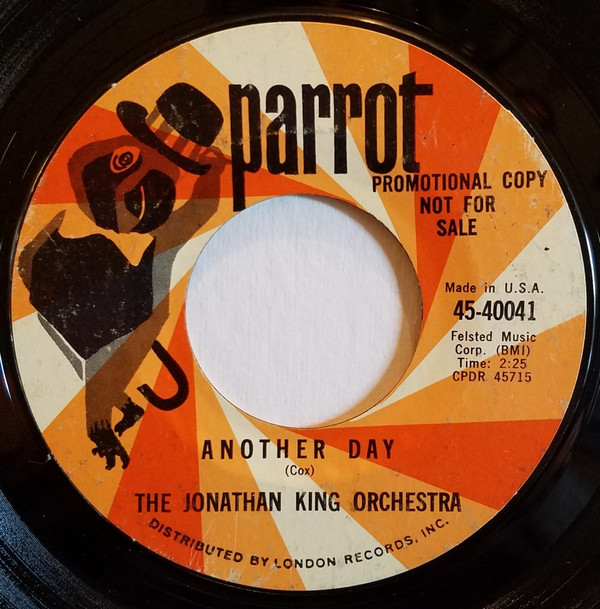 parrot
PROMOTIONAL COPY
NOT FOR
SALE
Made in U.S.A.
45-40041
Felsted Music
Corp. (BMI)
Time: 2:25
CPDR 45715
ANOTHER DAY
(Cox)
THE JONATHAN KING ORCHESTRA
DISTRIBUTED BY LONDON RECORDS, INC.